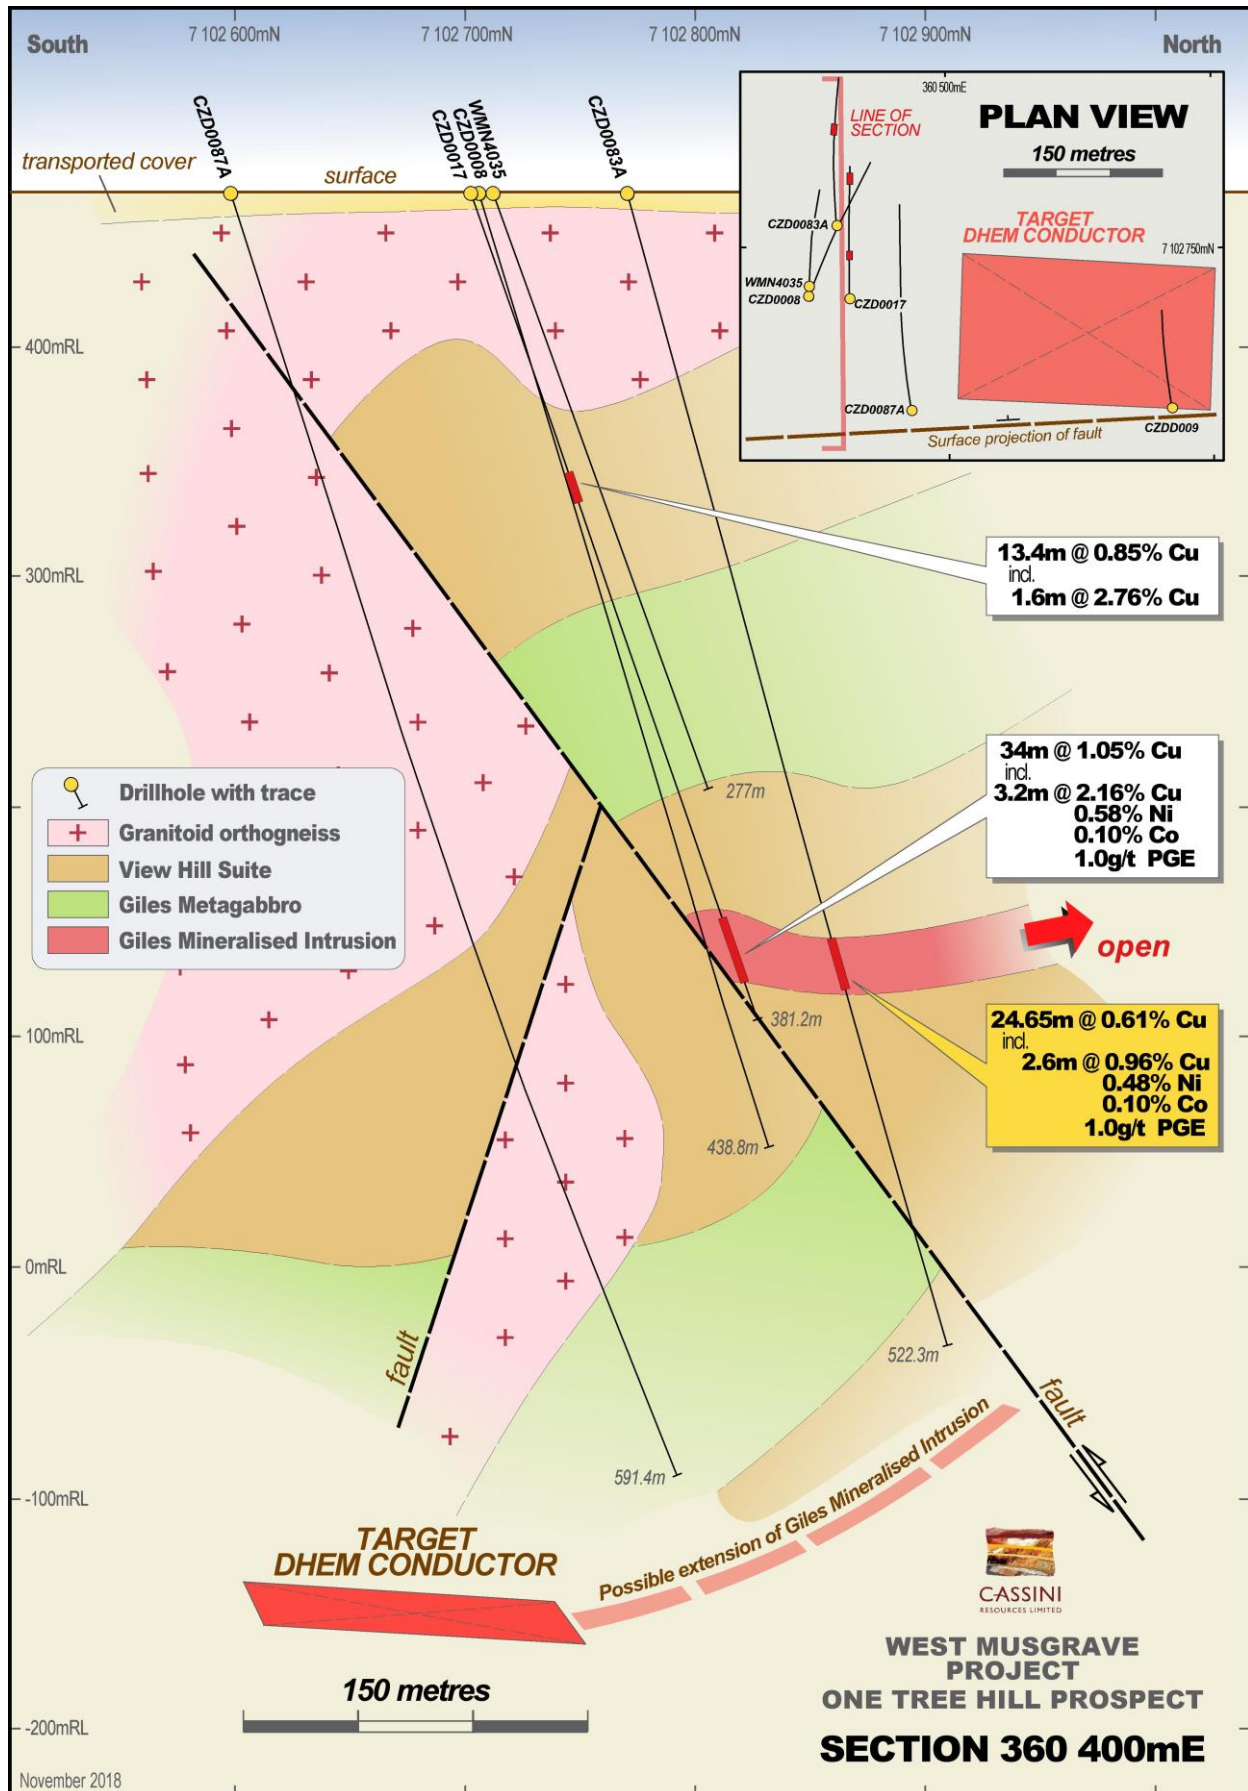 South
7 102 600mN
7 102 700mN
7 102 800mN
7 102 900mN
North
CZD0087A
CZD0017
CZD0008
WMN4035
CZD0083A
transported cover
surface
360 500mE
PLAN VIEW
150 metres
LINE OF
SECTION
TARGET
DHEM CONDUCTOR
7 102 750mN
CZD0083A
WMN4035
CZD0008
CZD0017
CZD0087A
CZDD009
Surface projection of fault
400mRL
300mRL
100mRL
0mRL
-100mRL
-200mRL
13.4m @ 0.85% Cu
incl.
1.6m @ 2.76% Cu
34m @ 1.05% Cu
incl.
3.2m @ 2.16% Cu
0.58% Ni
0.10% Co
1.0g/t PGE
Drillhole with trace
Granitoid orthogneiss
View Hill Suite
Giles Metagabbro
Giles Mineralised Intrusion
277m
open
24.65m @ 0.61% Cu
incl.
2.6m @ 0.96% Cu
0.48% Ni
0.10% Co
1.0g/t PGE
381.2m
438.8m
522.3m
591.4m
fault
fault
Possible extension of Giles Mineralised Intrusion
TARGET
DHEM CONDUCTOR
150 metres
CASSINI
RESOURCES LIMITED
WEST MUSGRAVE
PROJECT
ONE TREE HILL PROSPECT
SECTION 360 400mE
November 2018